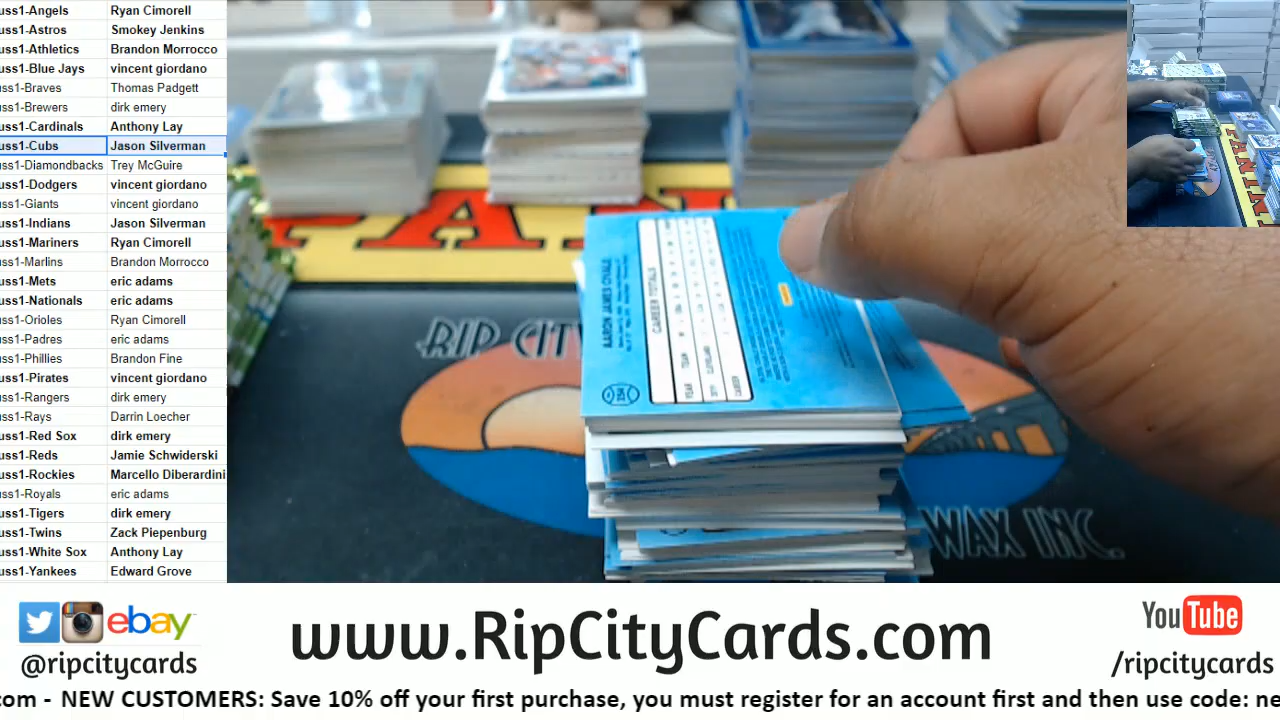 uss1-Angels Ryan Cimorell
uss1-Astros Smokey Jenkins
uss1-Athletics Brandon Morrocco
uss1-Blue Jays vincent giordano
uss1-Braves Thomas Padgett
uss1-Brewers dirk emery
uss1-Cardinals Anthony Lay
uss1-Cubs Jason Silverman
uss1-Diamondbacks Trey McGuire
uss1-Dodgers vincent giordano
uss1-Giants vincent giordano
uss1-Indians Jason Silverman
uss1-Mariners Ryan Cimorell
uss1-Marlins Brandon Morrocco
uss1-Mets eric adams
uss1-Nationals eric adams
uss1-Orioles Ryan Cimorell
uss1-Padres eric adams
uss1-Phillies Brandon Fine
uss1-Pirates vincent giordano
uss1-Rangers dirk emery
uss1-Rays Darrin Loecher
uss1-Red Sox dirk emery
uss1-Reds Jamie Schwiderski
uss1-Rockies Marcello Diberardini
uss1-Royals eric adams
uss1-Tigers dirk emery
uss1-Twins Zack Piepenburg
uss1-White Sox Anthony Lay
uss1-Yankees Edward Grove
PANINI
RIP CITY
WAX INC.
AARON JAMES CIVALE
CAREER TOTALS
YEAR TEAM
CLEVELAND
CAREER
ebay
@ripcitycards
www.RipCityCards.com
YouTube
/ripcitycards
com - NEW CUSTOMERS: Save 10% off your first purchase, you must register for an account first and then use code: ne